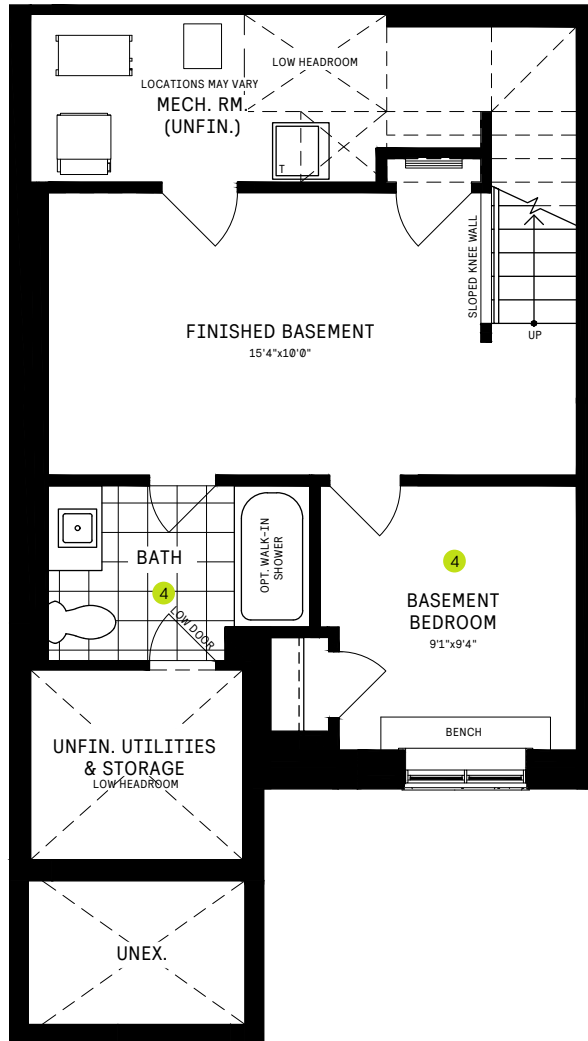 LOW HEADROOM
LOCATIONS MAY VARY
MECH. RM.
(UNFIN.)
T
SLOPED KNEE WALL
UP
FINISHED BASEMENT
15'4"x10'0"
BATH
4
LOW DOOR
OPT. WALK-IN
SHOWER
4
BASEMENT
BEDROOM
9'1"x9'4"
BENCH
UNFIN. UTILITIES
& STORAGE
LOW HEADROOM
UNEX.